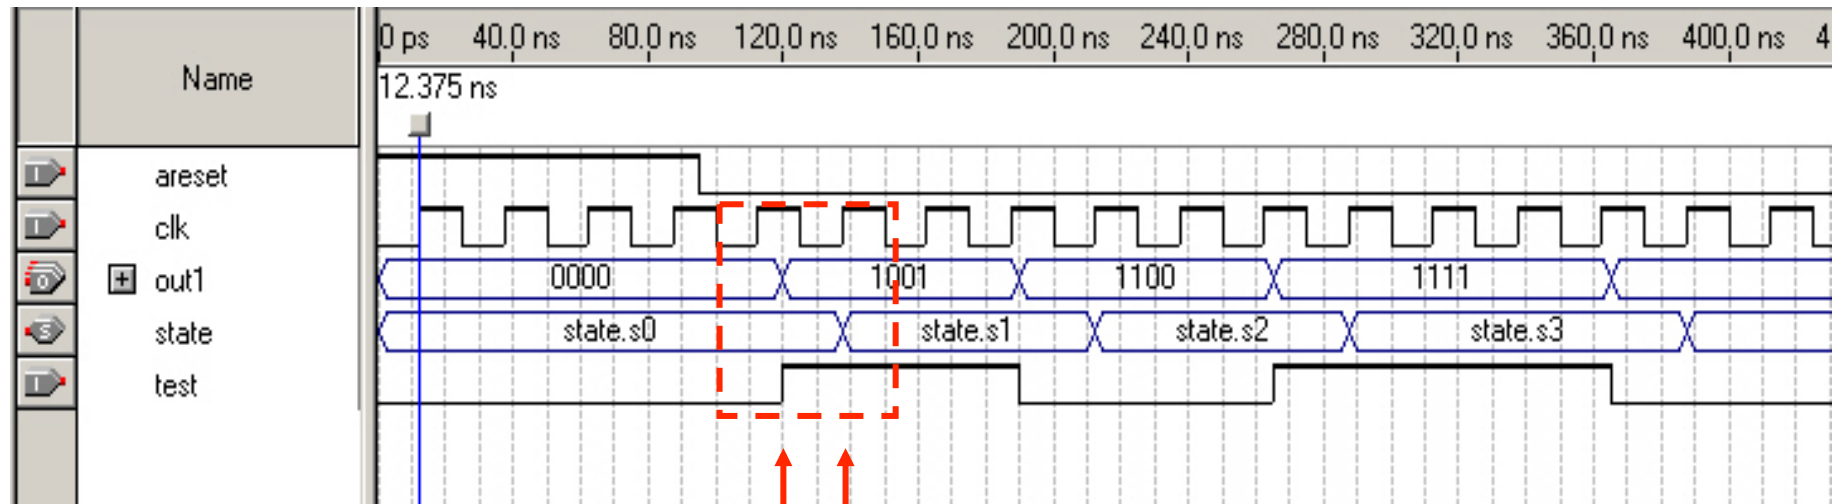 0 ps 40.0 ns 80.0 ns 120.0 ns 160.0 ns 200.0 ns 240.0 ns 280.0 ns 320.0 ns 360.0 ns 400.0 ns 4
Name
12.375 ns
areset
clk
out1 0000 1001 1100 1111
state state.s0 state.s1 state.s2 state.s3
test